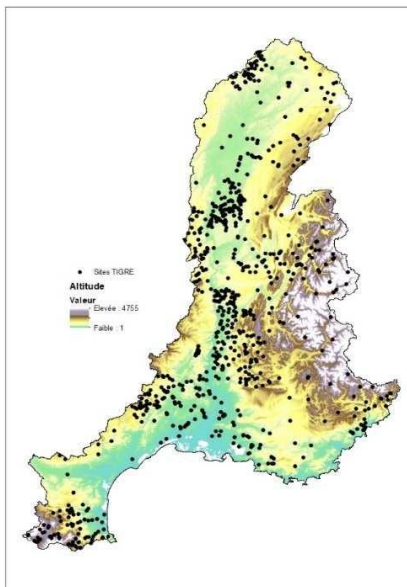 Sites TIGRE
Altitude
Valeur
Elevée : 4755
Faible : 1